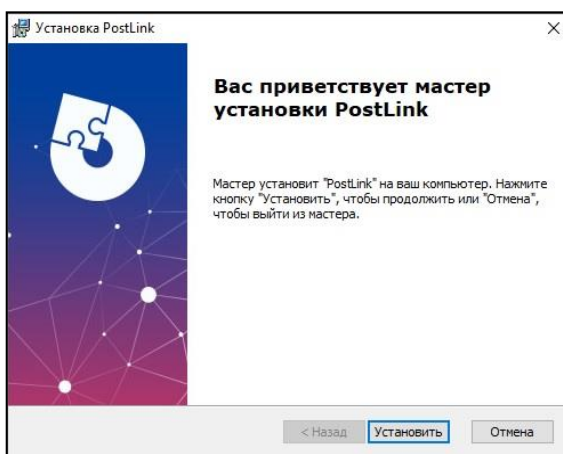 Установка PostLink
Вас приветствует мастер
установки PostLink
Мастер установит "PostLink" на ваш компьютер. Нажмите
кнопку "Установить", чтобы продолжить или "Отмена",
чтобы выйти из мастера.
< Назад Установить Отмена